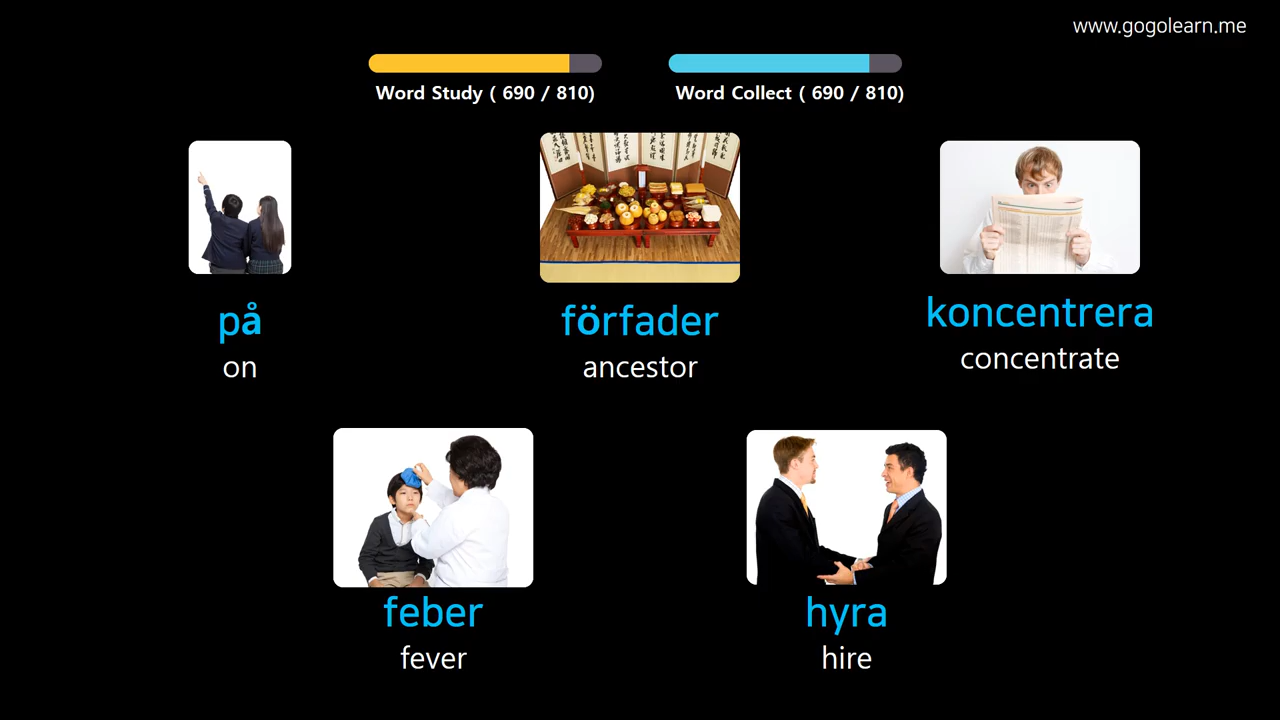 www.gogolearn.me
Word Study ( 690 / 810)
Word Collect ( 690 / 810)
på
on
förfader
ancestor
koncentrera
concentrate
feber
fever
hyra
hire